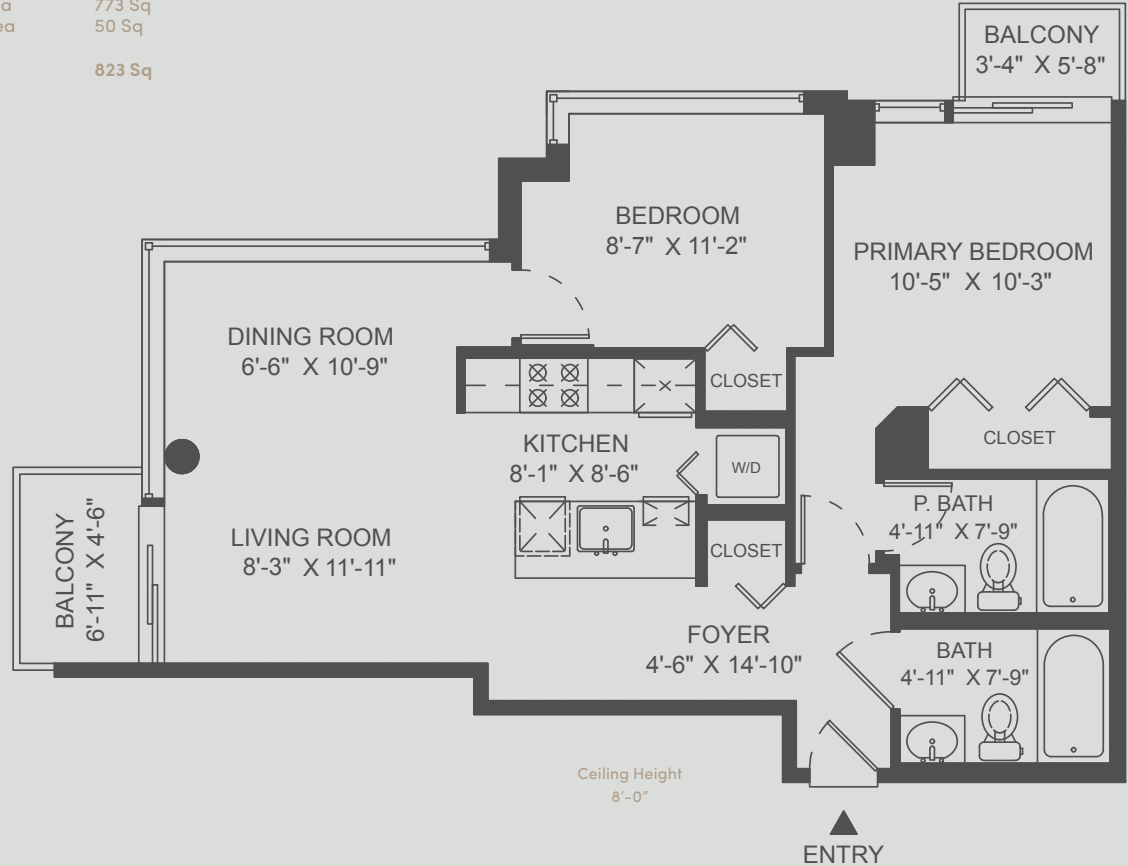 773 Sq
50 Sq
823 Sq
BALCONY
3'-4" X 5'-8"
BEDROOM
8'-7" X 11'-2"
PRIMARY BEDROOM
10'-5" X 10'-3"
DINING ROOM
6'-6" X 10'-9"
CLOSET
CLOSET
KITCHEN
8'-1" X 8'-6"
W/D
P. BATH
4'-11" X 7'-9"
BALCONY
6'-11" X 4'-6"
LIVING ROOM
8'-3" X 11'-11"
CLOSET
FOYER
4'-6" X 14'-10"
BATH
4'-11" X 7'-9"
Ceiling Height
8'-0"
ENTRY